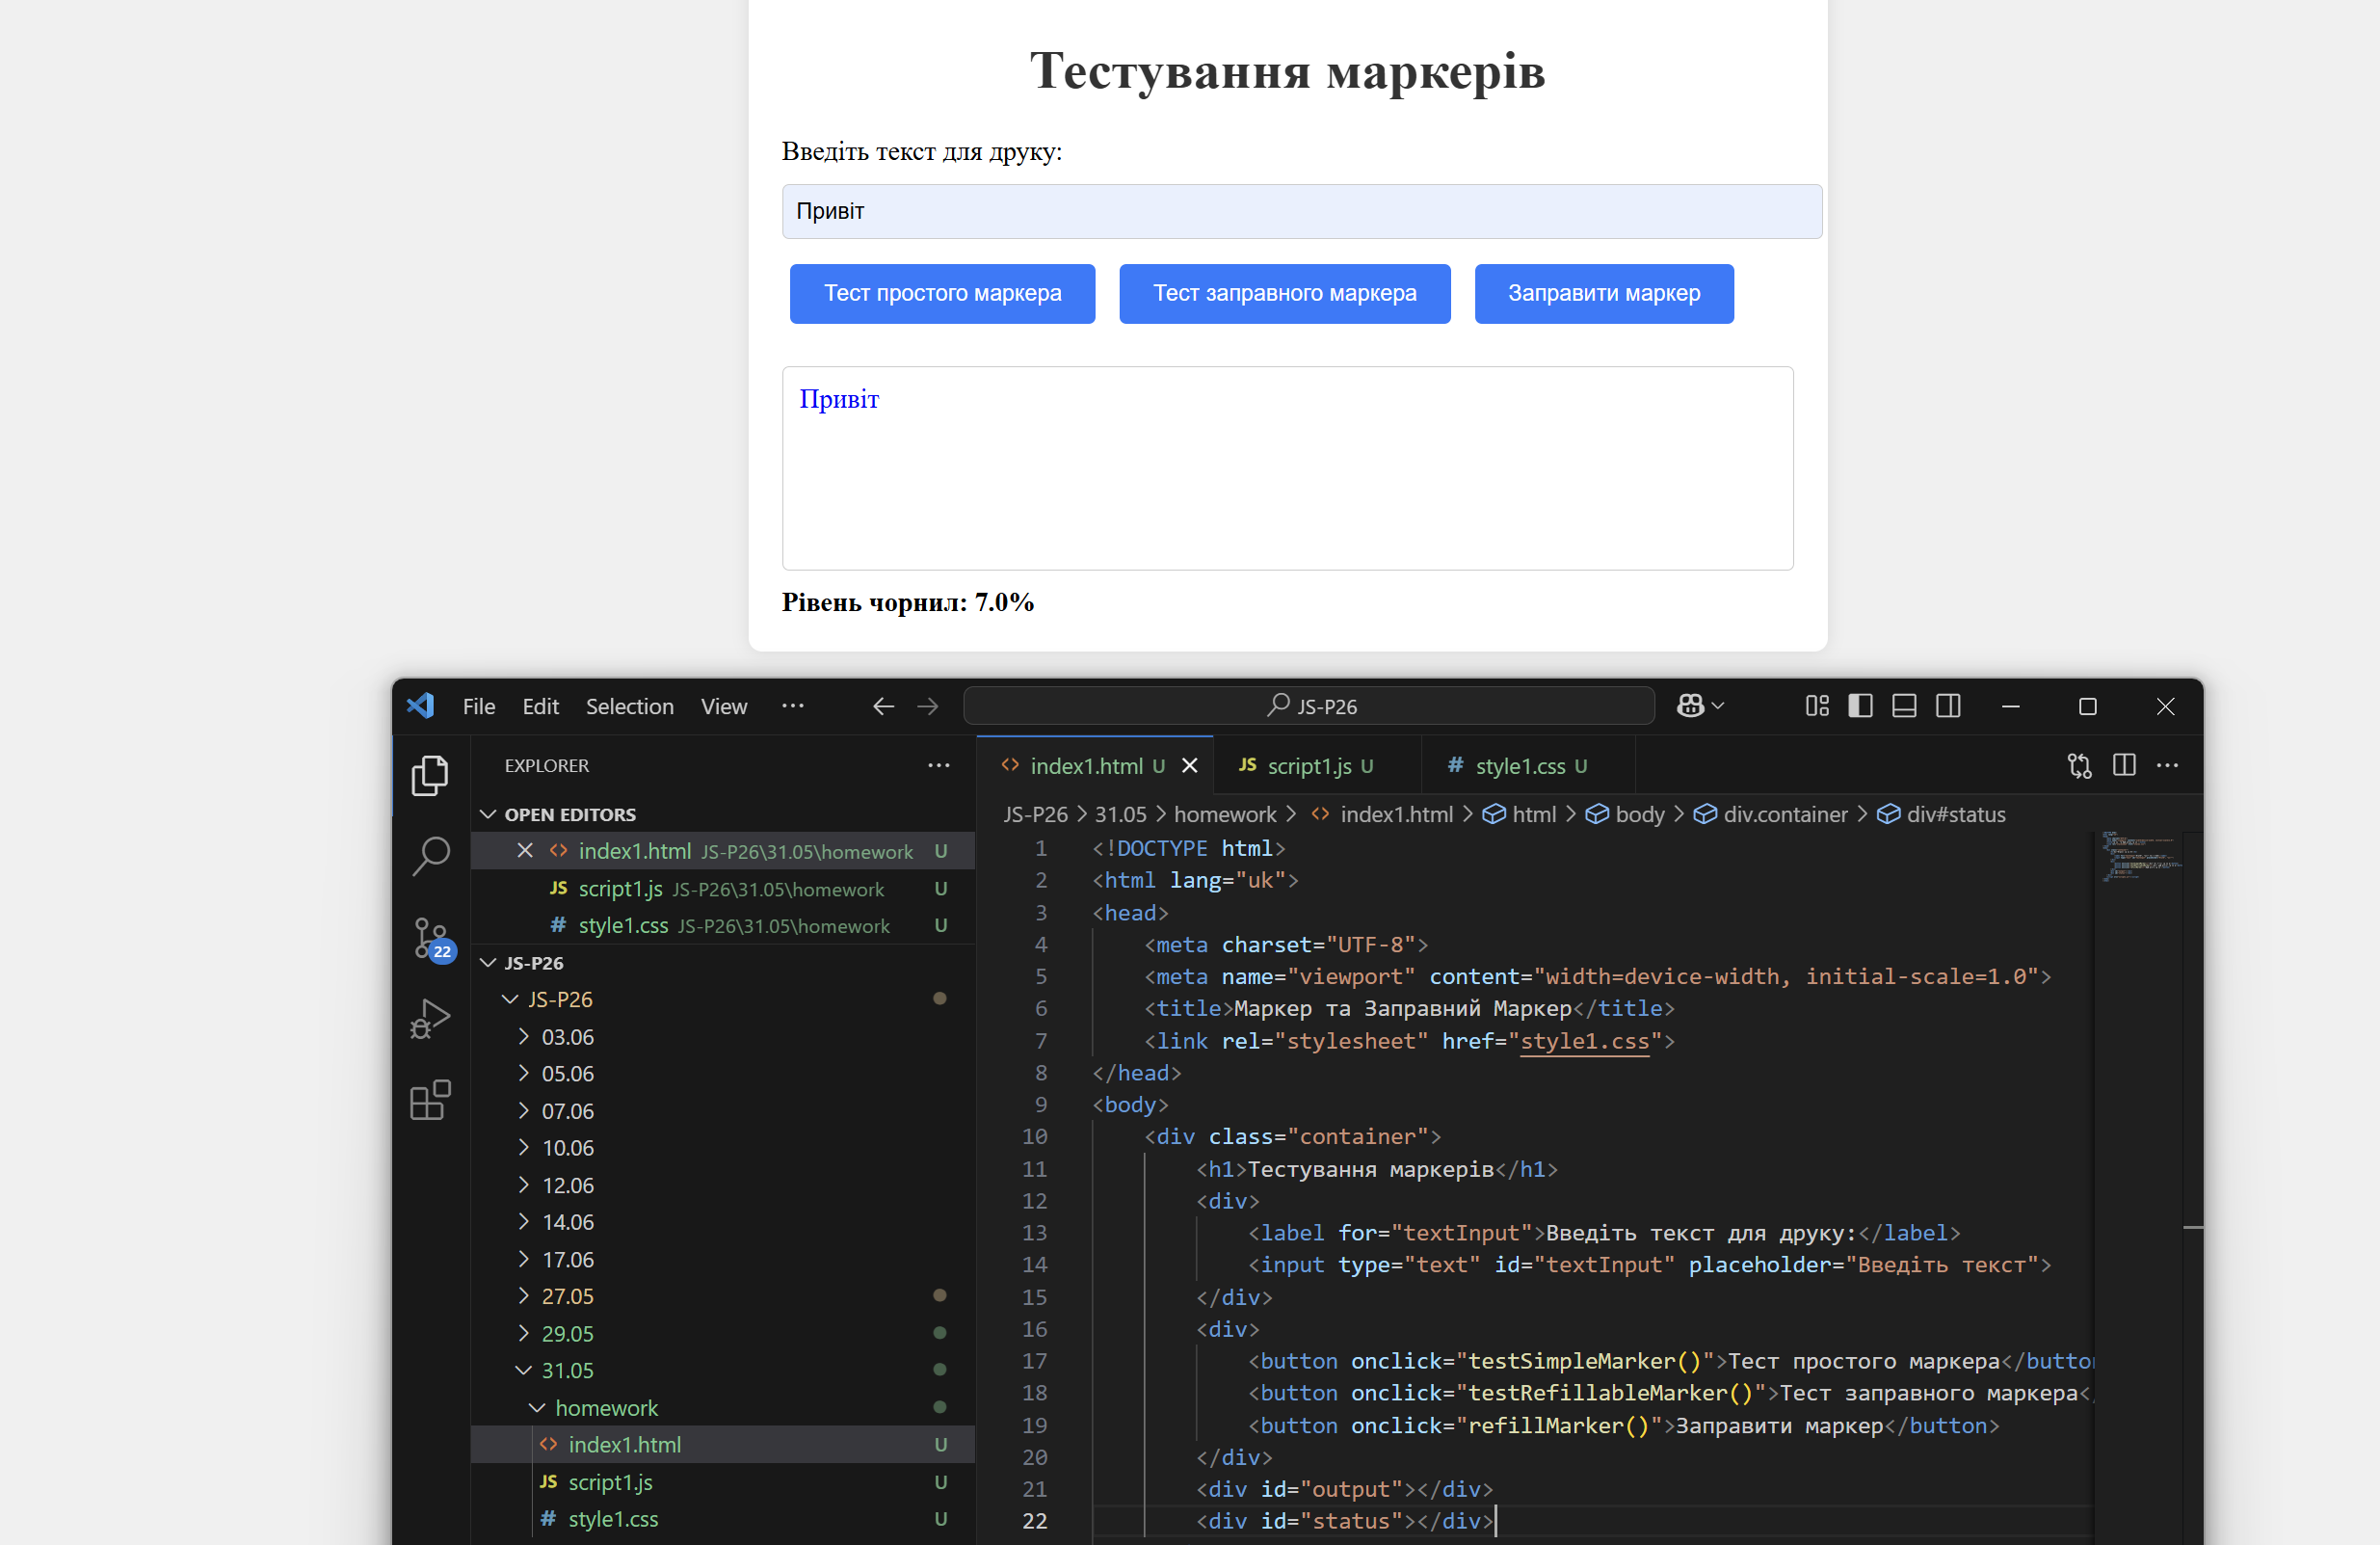 Тестування маркерів
Введіть текст для друку:
Привіт
Тест простого маркера
Тест заправного маркера
Заправити маркер
Привіт
Рівень чорнил: 7.0%
File Edit Selection View ··· JS-P26
EXPLORER ···
OPEN EDITORS
index1.html JS-P26\31.05\homework U
JS script1.js JS-P26\31.05\homework U
# style1.css JS-P26\31.05\homework U
22
JS-P26
JS-P26
03.06
05.06
07.06
10.06
12.06
14.06
17.06
27.05
29.05
31.05
homework
index1.html U
JS script1.js U
# style1.css U
index1.html U JS script1.js U # style1.css U
JS-P26 > 31.05 > homework > index1.html > html > body > div.container > div#status
1 <!DOCTYPE html>
2 <html lang="uk">
3 <head>
4 <meta charset="UTF-8">
5 <meta name="viewport" content="width=device-width, initial-scale=1.0">
6 <title>Маркер та Заправний Маркер</title>
7 <link rel="stylesheet" href="style1.css">
8 </head>
9 <body>
10 <div class="container">
11 <h1>Тестування маркерів</h1>
12 <div>
13 <label for="textInput">Введіть текст для друку:</label>
14 <input type="text" id="textInput" placeholder="Введіть текст">
15 </div>
16 <div>
17 <button onclick="testSimpleMarker()">Тест простого маркера</button
18 <button onclick="testRefillableMarker()">Тест заправного маркера</
19 <button onclick="refillMarker()">Заправити маркер</button>
20 </div>
21 <div id="output"></div>
22 <div id="status"></div>